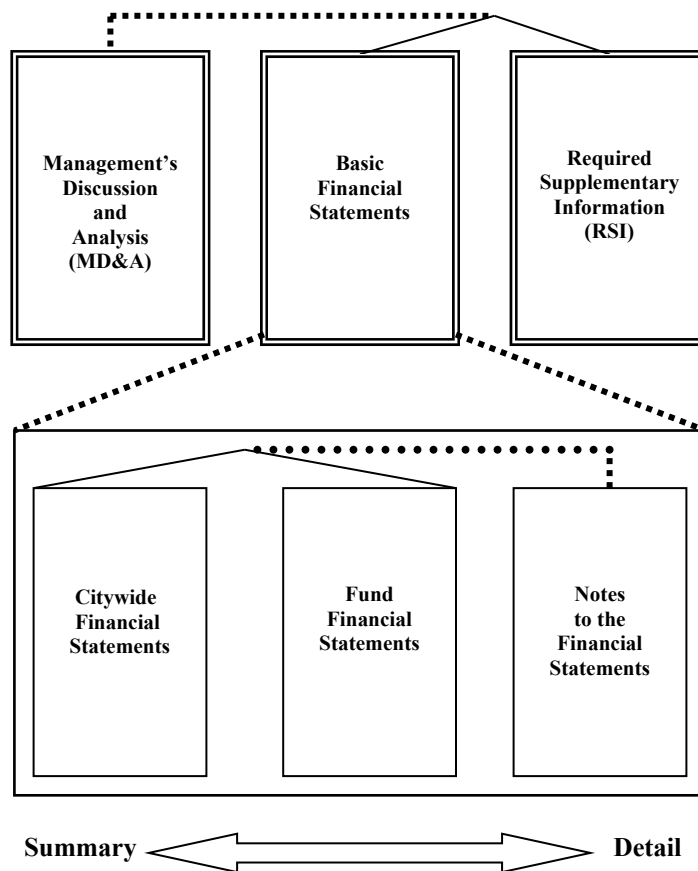 Management’s
Discussion
and
Analysis
(MD&A)
Basic
Financial
Statements
Required
Supplementary
Information
(RSI)
Citywide
Financial
Statements
Fund
Financial
Statements
Notes
to the
Financial
Statements
Summary
Detail